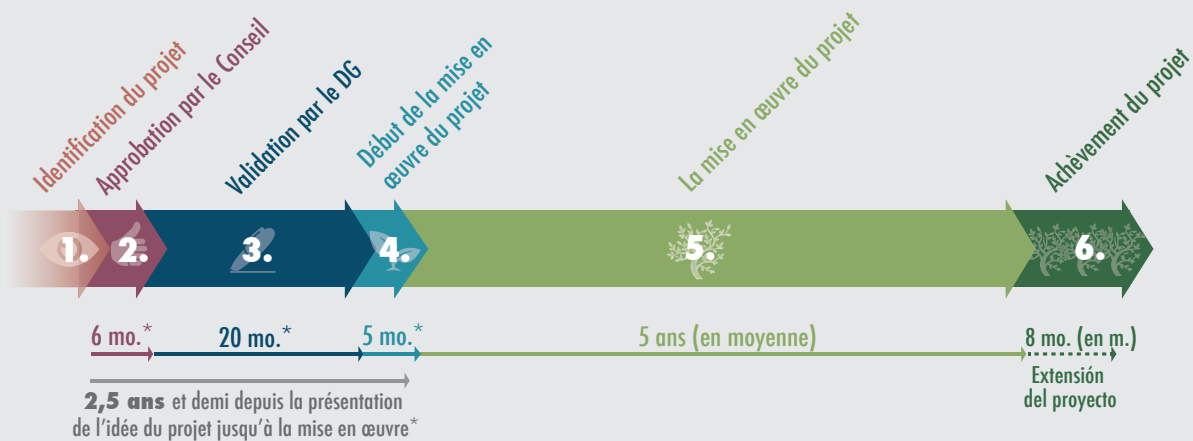 Identification du projet
Approbation par le Conseil
Validation par le DG
Début de la mise en
œuvre du projet
La mise en œuvre du projet
Achèvement du projet
1.
2.
3.
4.
5.
6.
6 mo.*
20 mo.*
5 mo.*
5 ans (en moyenne)
8 mo. (en m.)
Extensión
del proyecto
2,5 ans et demi depuis la présentation
de l'idée du projet jusqu'à la mise en œuvre*